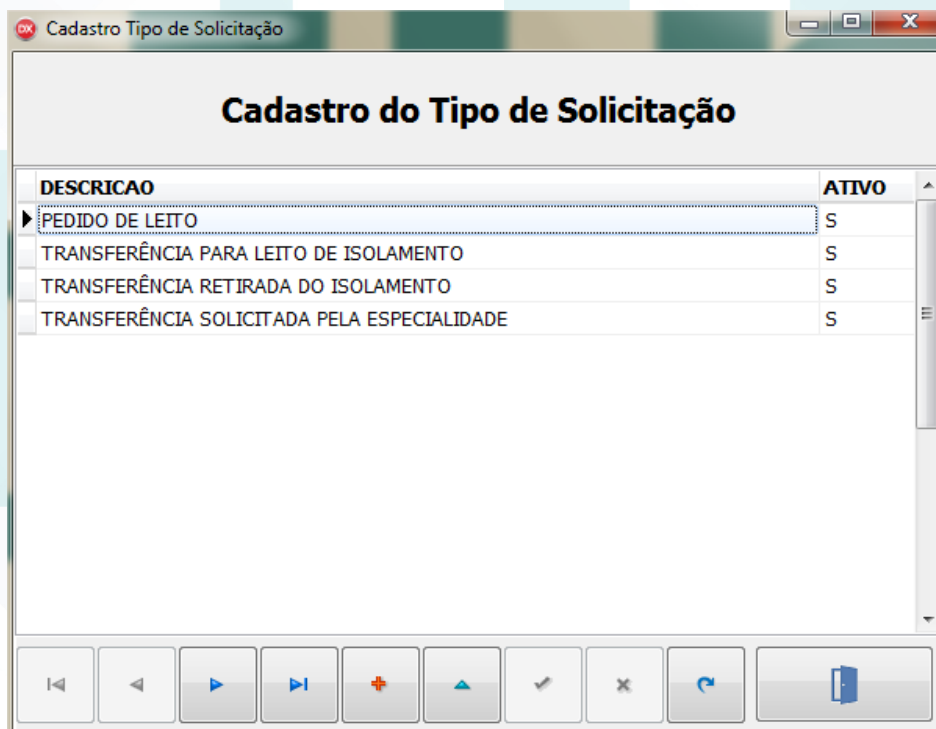 DX Cadastro Tipo de Solicitação
Cadastro do Tipo de Solicitação
DESCRICAO ATIVO
PEDIDO DE LEITO S
TRANSFERÊNCIA PARA LEITO DE ISOLAMENTO S
TRANSFERÊNCIA RETIRADA DO ISOLAMENTO S
TRANSFERÊNCIA SOLICITADA PELA ESPECIALIDADE S